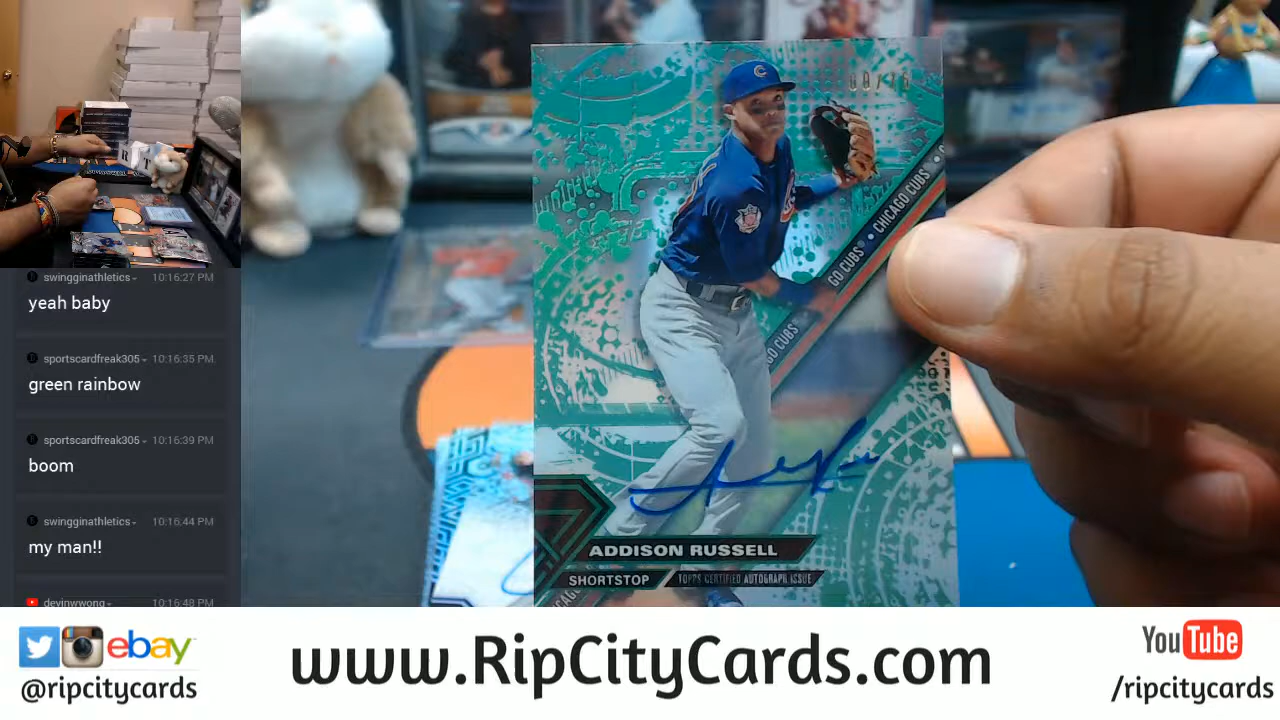 swingginathletics 10:16:27 PM
yeah baby
sportscardfreak305 10:16:35 PM
green rainbow
sportscardfreak305 10:16:39 PM
boom
swingginathletics 10:16:44 PM
my man!!
devinwwong 10:16:48 PM
C
CHICAGO CUBS
GO CUBS
GO CUBS
ADDISON RUSSELL
SHORTSTOP
TOPPS CERTIFIED AUTOGRAPH ISSUE
ebay
@ripcitycards
www.RipCityCards.com
YouTube
/ripcitycards